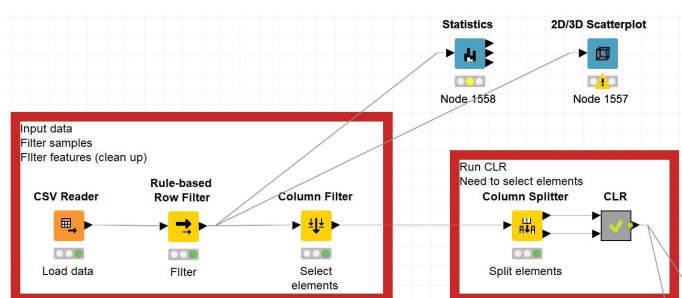 Statistics
2D/3D Scatterplot
Node 1558
Node 1557
Input data
Filter samples
FIlter features (clean up)
CSV Reader
Rule-based
Row Filter
Column Filter
Load data
FIlter
Select
elements
Run CLR
Need to select elements
Column Splitter
CLR
Split elements